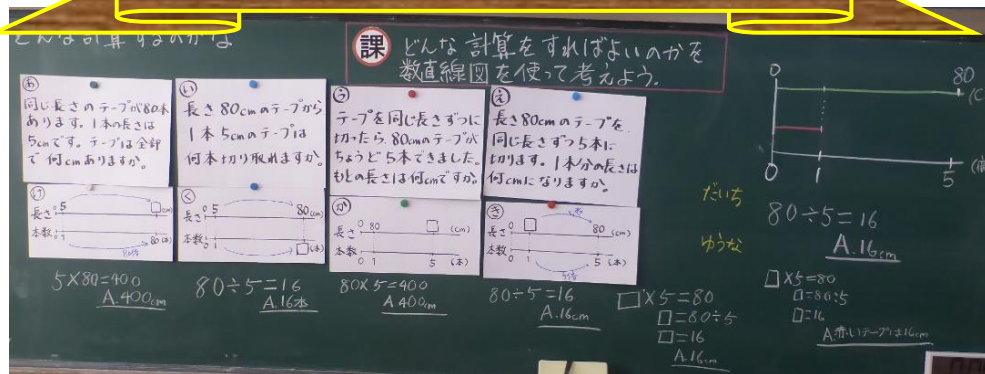 どんな計算するのかな
課
どんな計算をすればよいのかを
数直線図を使って考えよう。
あ
同じ長さのテープが80本
あります。1本の長さは
5cmです。テープは全部
で何cmありますか。
い
長さ80cmのテープから
1本5cmのテープは
何本切り取れますか。
う
テープを同じ長さずつに
切ったら、80cmのテープが
ちょうど5本できました。
もとの長さは何cmですか。
え
長さ80cmのテープを
同じ長さずつ5本に
切ります。1本分の長さは
何cmになりますか。
け
長さ 0 5 □(cm)
本数 0 1 80(本)
5×80=400
A.400cm
く
長さ 0 5 80(cm)
本数 0 1 □(本)
80÷5=16
A.16本
か
長さ 0 80 □ (cm)
本数 0 1 5 (本)
80×5=400
A.400cm
き
長さ 0 □ 80 (cm)
本数 0 1 5 (本)
80÷5=16
A.16cm
□×5=80
□=80÷5
□=16
A.16cm
0 80
0 1 5
だいち
80÷5=16
A.16cm
ゆうな
□×5=80
□=80÷5
□=16
A.赤いテープは16cm